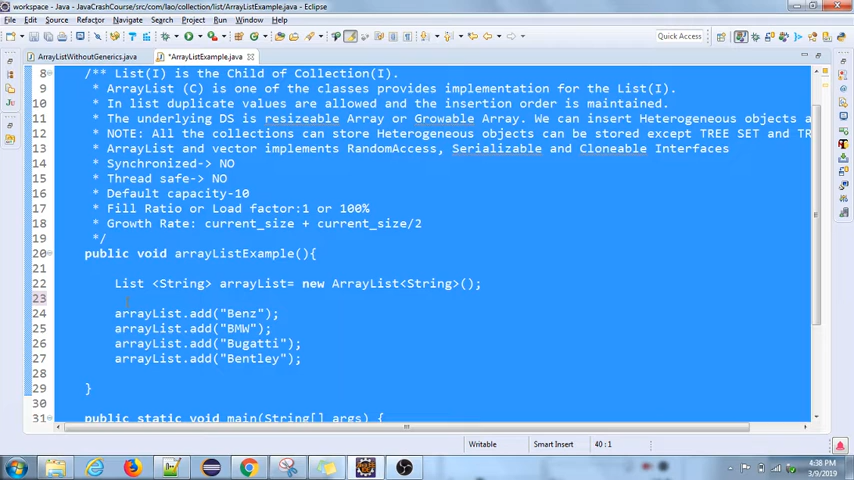 workspace - Java - JavaCrashCourse/src/com/lao/collection/list/ArrayListExample.java - Eclipse
File Edit Source Refactor Navigate Search Project Run Window Help
Quick Access
ArrayListWithoutGenerics.java *ArrayListExample.java
8 /** List(I) is the Child of Collection(I).
9 * ArrayList (C) is one of the classes provides implementation for the List(I).
10 * In list duplicate values are allowed and the insertion order is maintained.
11 * The underlying DS is resizeable Array or Growable Array. We can insert Heterogeneous objects a
12 * NOTE: All the collections can store Heterogeneous objects can be stored except TREE SET and TR
13 * ArrayList and vector implements RandomAccess, Serializable and Cloneable Interfaces
14 * Synchronized-> NO
15 * Thread safe-> NO
16 * Default capacity-10
17 * Fill Ratio or Load factor:1 or 100%
18 * Growth Rate: current_size + current_size/2
19 */
20 public void arrayListExample(){
21
22 List <String> arrayList= new ArrayList<String>();
23
24 arrayList.add("Benz");
25 arrayList.add("BMW");
26 arrayList.add("Bugatti");
27 arrayList.add("Bentley");
28
29 }
30
31 public static void main(String[] args) {
Writable Smart Insert 40 : 1
4:38 PM
3/9/2019